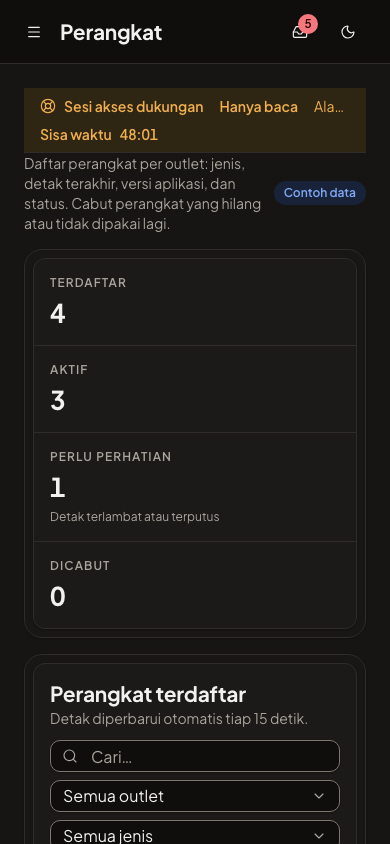 Perangkat
5
Sesi akses dukungan Hanya baca Ala…
Sisa waktu 48:01
Daftar perangkat per outlet: jenis,
detak terakhir, versi aplikasi, dan
status. Cabut perangkat yang hilang
atau tidak dipakai lagi.
Contoh data
TERDAFTAR
4
AKTIF
3
PERLU PERHATIAN
1
Detak terlambat atau terputus
DICABUT
0
Perangkat terdaftar
Detak diperbarui otomatis tiap 15 detik.
Cari…
Semua outlet
Semua jenis